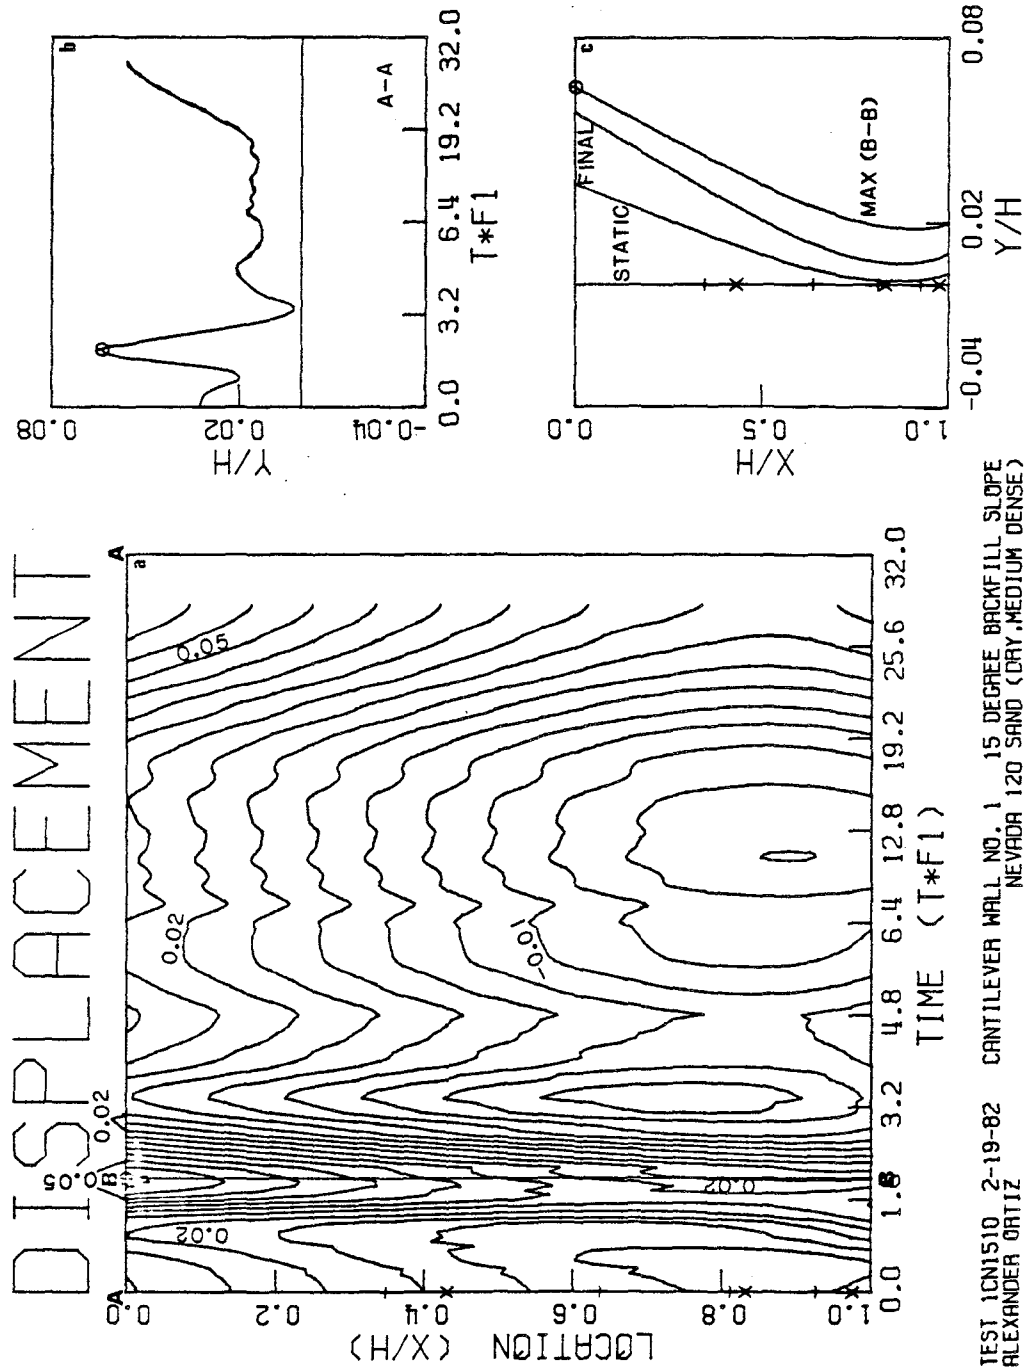 DISPLACEMENT
A
A
a
0.02
0.05
B
0.02
0.02
0.02
-0.01
0.05
0.02
B
0.0
0.2
0.4
0.6
0.8
1.0
LOCATION
(X/H)
0.0
1.6
3.2
4.8
6.4
12.8
19.2
25.6
32.0
TIME (T*F1)
b
0.08
0.02
-0.04
Y/H
A-A
0.0
3.2
6.4
19.2
32.0
T*F1
c
0.0
0.5
1.0
X/H
STATIC
FINAL
MAX (B-B)
-0.04
0.02
0.08
Y/H
TEST 1CN1510 2-19-82 CANTILEVER WALL NO. 1 15 DEGREE BACKFILL SLOPE
ALEXANDER ORTIZ NEVADA 120 SAND (DRY,MEDIUM DENSE)